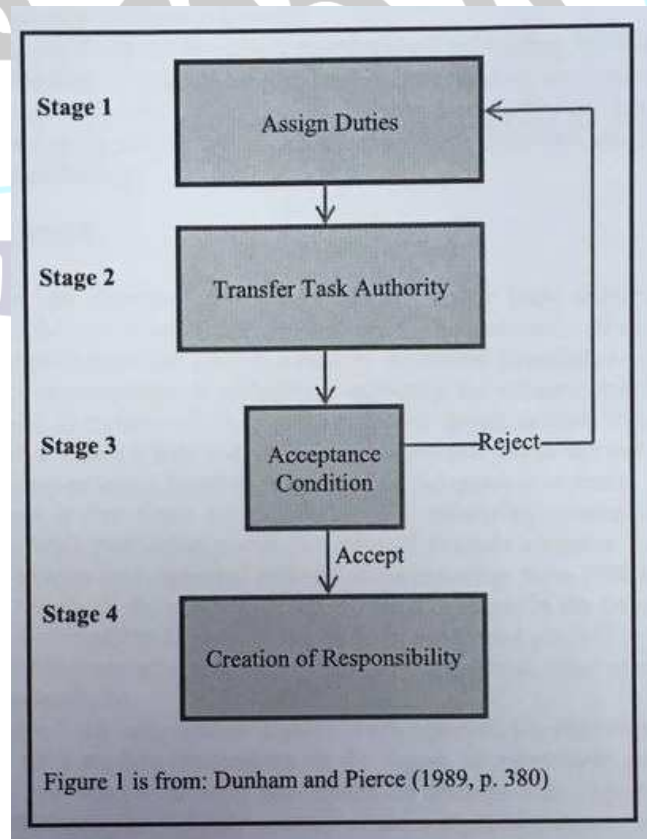 Stage 1
Assign Duties
Stage 2
Transfer Task Authority
Stage 3
Acceptance
Condition
Reject
Accept
Stage 4
Creation of Responsibility
Figure 1 is from: Dunham and Pierce (1989, p. 380)